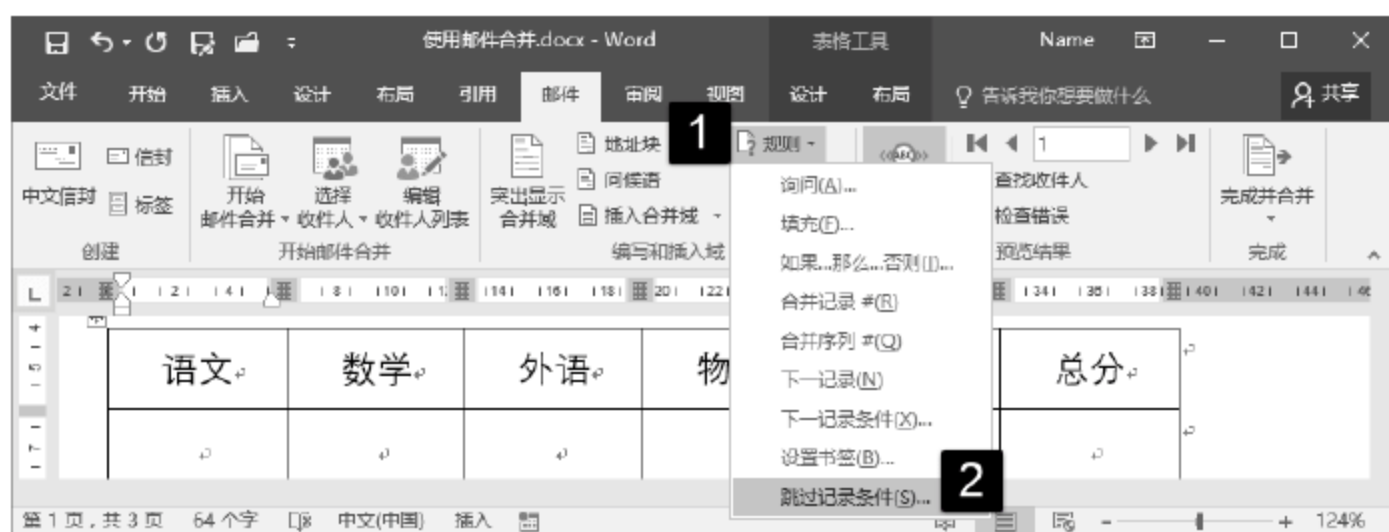 使用邮件合并.docx - Word 表格工具 Name
文件 开始 插入 设计 布局 引用 邮件 审阅 视图 设计 布局 告诉我你想要做什么 共享
1
中文信封 信封 标签
创建
开始邮件合并 选择收件人 编辑收件人列表
开始邮件合并
突出显示合并域 地址块 问候语 插入合并域
编写和插入域
规则
ABC
1
查找收件人
检查错误
预览结果
完成并合并
完成
询问(A)...
填充(F)...
如果...那么...否则(I)...
合并记录 #(R)
合并序列 #(Q)
下一记录(N)
下一记录条件(X)...
设置书签(B)...
跳过记录条件(S)...
2
语文 数学 外语 物 总分
第1页,共3页 64个字 中文(中国) 插入 124%